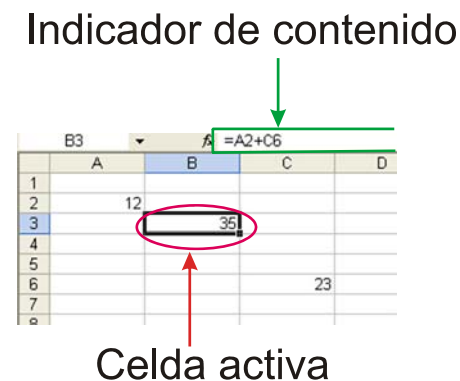 Indicador de contenido
B3 fx =A2+C6
A B C D
1
2 12
3 35
4
5
6 23
7
8
Celda activa